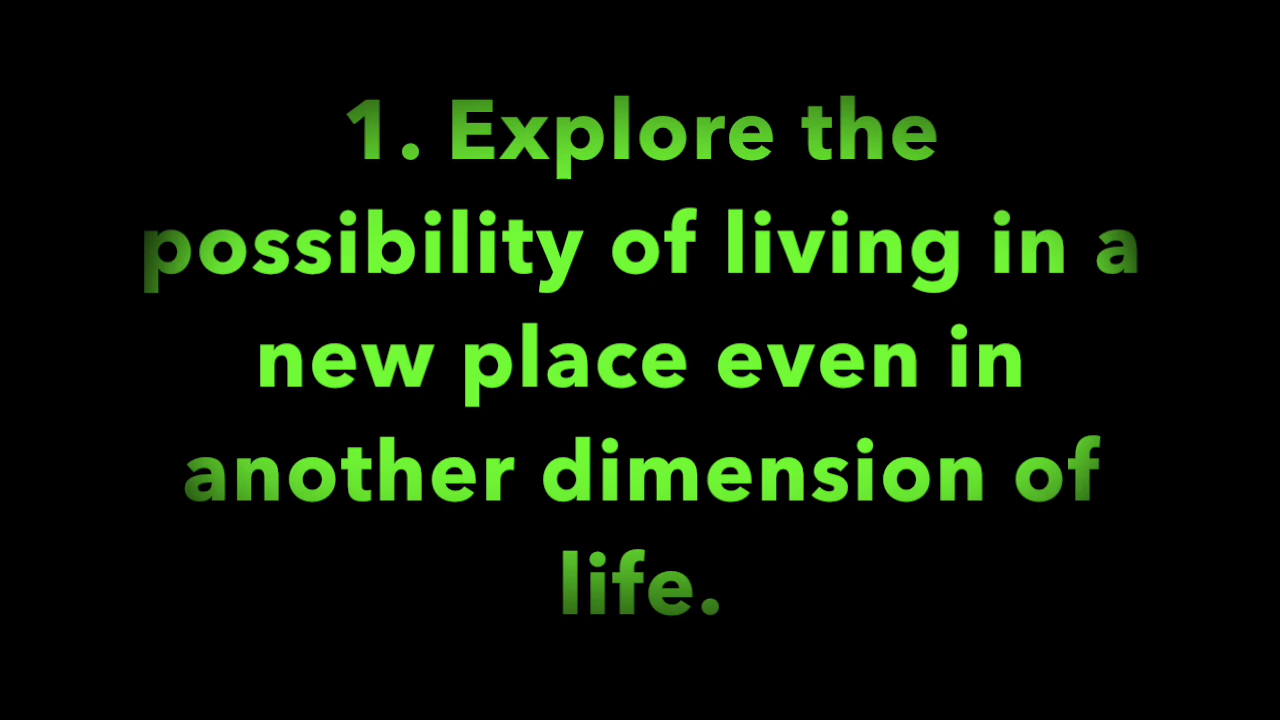 1. Explore the
possibility of living in a
new place even in
another dimension of
life.